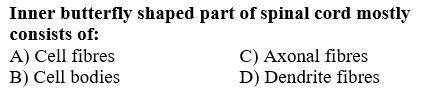 Inner butterfly shaped part of spinal cord mostly
consists of:
A) Cell fibres C) Axonal fibres
B) Cell bodies D) Dendrite fibres